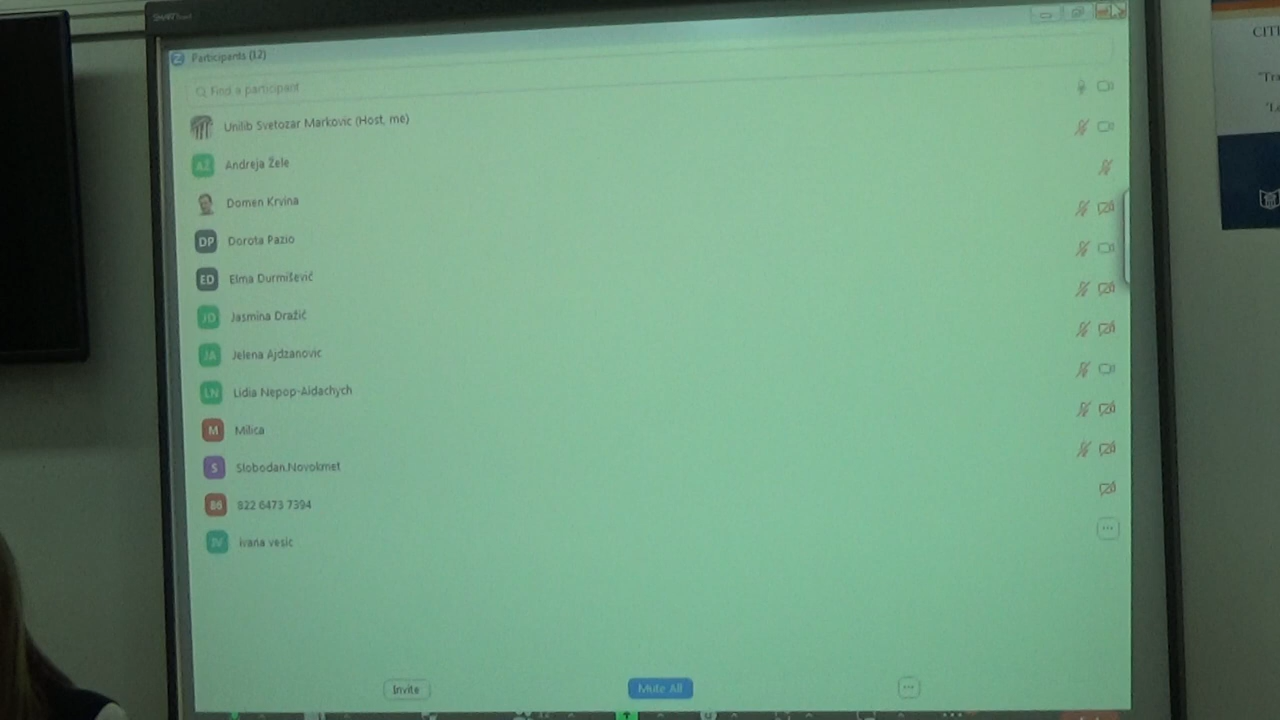 SMART
Participants (12)
Find a participant
Unilib Svetozar Markovic (Host, me)
AŽ Andreja Žele
Domen Krvina
DP Dorota Pazio
ED Elma Durmišević
JD Jasmina Dražić
JA Jelena Ajdzanovic
LN Lidia Nepop-Aidachych
M Milica
S Slobodan.Novokmet
86 822 6473 7394
IV ivana vesic
Invite
Mute All